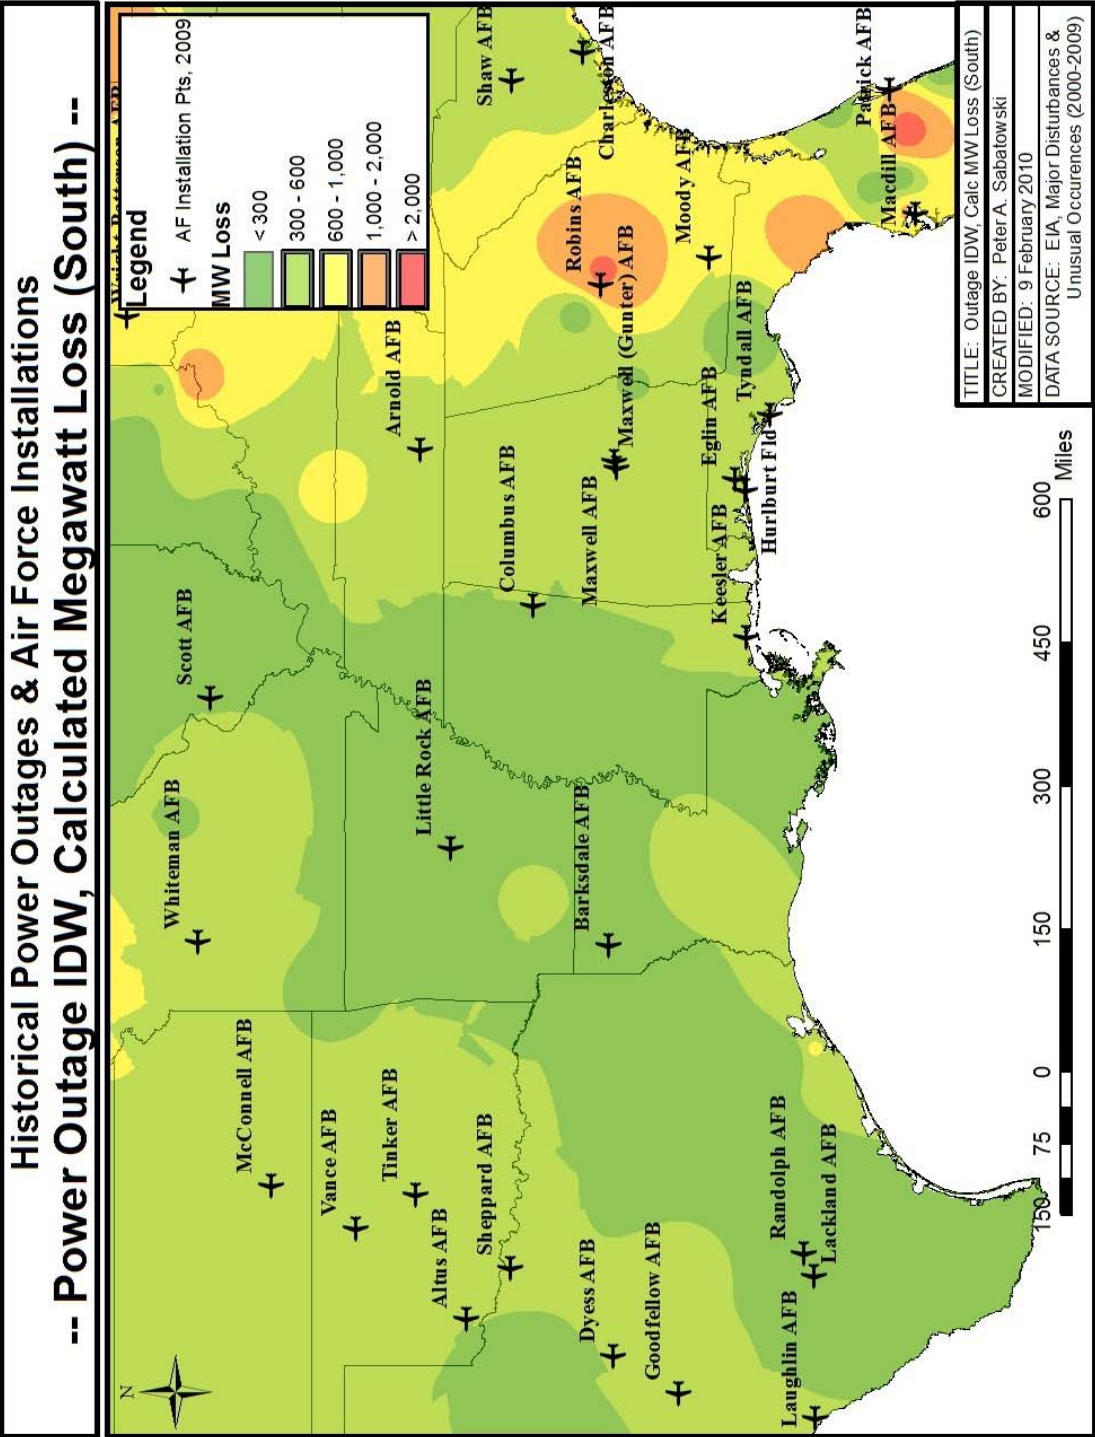 Historical Power Outages & Air Force Installations
-- Power Outage IDW, Calculated Megawatt Loss (South) --
N
Wright Patterson AFB
Legend
AF Installation Pts, 2009
MW Loss
< 300
300 - 600
600 - 1,000
1,000 - 2,000
> 2,000
Scott AFB
Whiteman AFB
McConnell AFB
Vance AFB
Tinker AFB
Altus AFB
Sheppard AFB
Little Rock AFB
Arnold AFB
Shaw AFB
Charleston AFB
Columbus AFB
Robins AFB
Maxwell AFB
Maxwell (Gunter) AFB
Moody AFB
Barksdale AFB
Dyess AFB
Goodfellow AFB
Keesler AFB
Eglin AFB
Tyndall AFB
Hurlburt Fld
Randolph AFB
Lackland AFB
Laughlin AFB
Patrick AFB
Macdill AFB
150 75 0 150 300 450 600
Miles
TITLE: Outage IDW, Calc MW Loss (South)
CREATED BY: Peter A. Sabatowski
MODIFIED: 9 February 2010
DATA SOURCE: EIA, Major Disturbances &
Unusual Occurences (2000-2009)